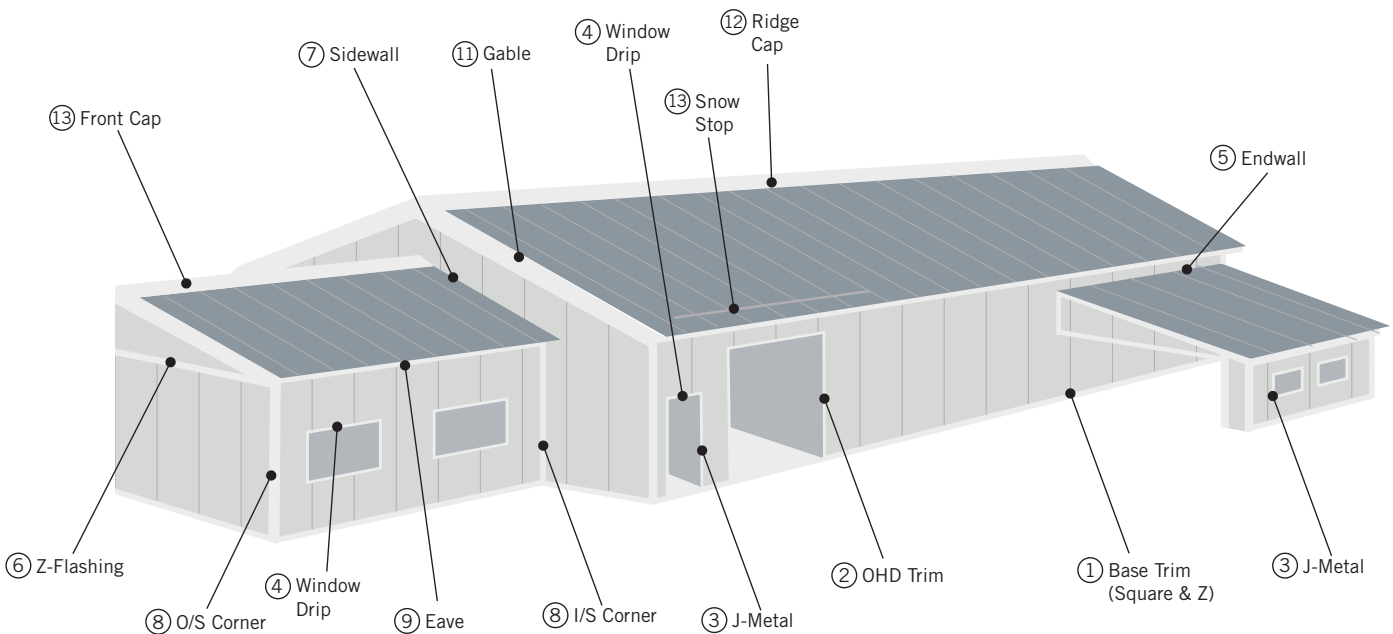 ⑫ Ridge
Cap
④ Window
Drip
⑦ Sidewall
⑪ Gable
⑬ Snow
Stop
⑬ Front Cap
⑤ Endwall
⑥ Z-Flashing
④ Window
Drip
⑧ O/S Corner
⑨ Eave
⑧ I/S Corner
③ J-Metal
② OHD Trim
① Base Trim
(Square & Z)
③ J-Metal